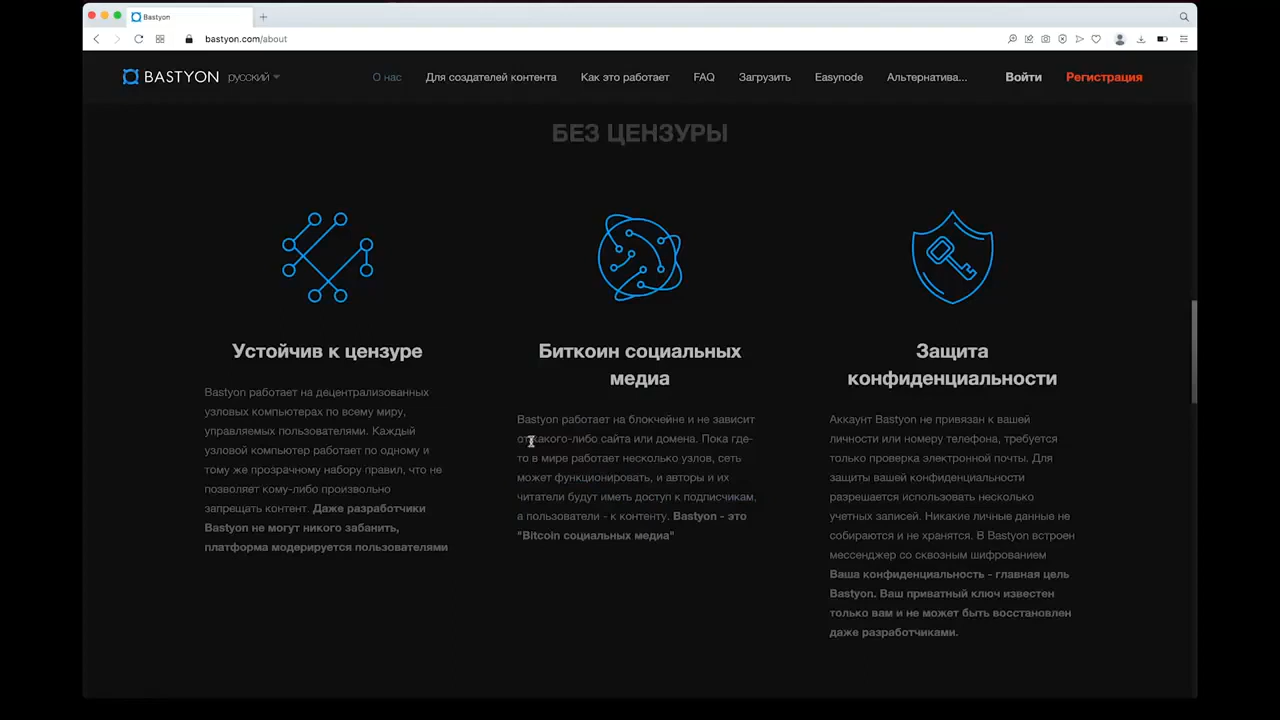 Bastyon
bastyon.com/about
BASTYON русский
О нас Для создателей контента Как это работает FAQ Загрузить Easynode Альтернатива... Войти Регистрация
БЕЗ ЦЕНЗУРЫ
Устойчив к цензуре
Bastyon работает на децентрализованных
узловых компьютерах по всему миру,
управляемых пользователями. Каждый
узловой компьютер работает по одному и
тому же прозрачному набору правил, что не
позволяет кому-либо произвольно
запрещать контент. Даже разработчики
Bastyon не могут никого забанить,
платформа модерируется пользователями
Биткоин социальных
медиа
Bastyon работает на блокчейне и не зависит
от какого-либо сайта или домена. Пока где-
то в мире работает несколько узлов, сеть
может функционировать, и авторы и их
читатели будут иметь доступ к подписчикам,
а пользователи - к контенту. Bastyon - это
"Bitcoin социальных медиа"
Защита
конфиденциальности
Аккаунт Bastyon не привязан к вашей
личности или номеру телефона, требуется
только проверка электронной почты. Для
защиты вашей конфиденциальности
разрешается использовать несколько
учетных записей. Никакие личные данные не
собираются и не хранятся. В Bastyon встроен
мессенджер со сквозным шифрованием
Ваша конфиденциальность - главная цель
Bastyon. Ваш приватный ключ известен
только вам и не может быть восстановлен
даже разработчиками.